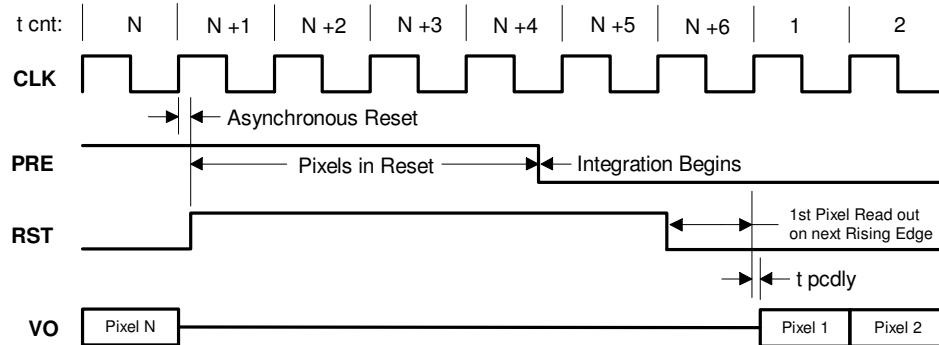 t cnt: N N +1 N +2 N +3 N +4 N +5 N +6 1 2
CLK
Asynchronous Reset
PRE
Pixels in Reset
Integration Begins
RST
1st Pixel Read out
on next Rising Edge
t pcdly
VO
Pixel N
Pixel 1
Pixel 2